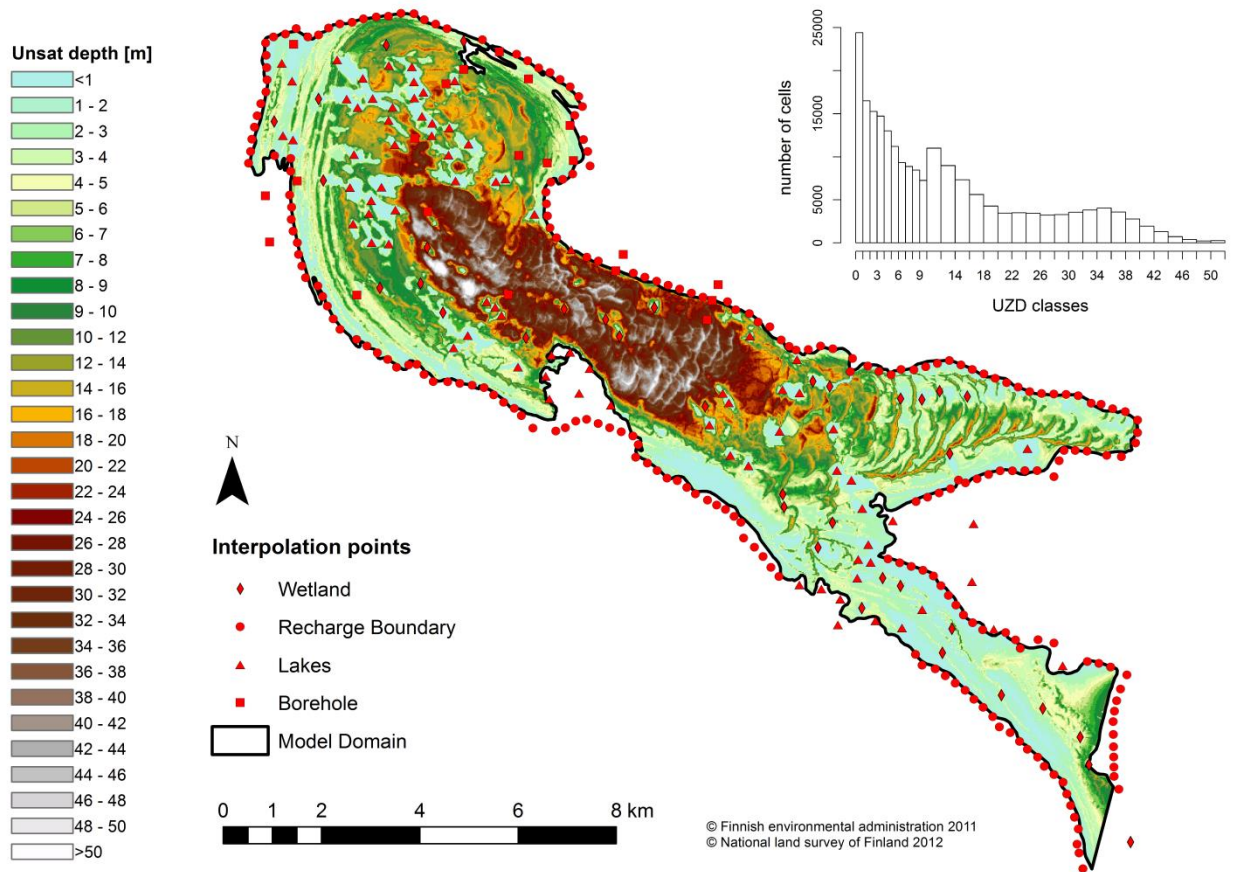 Unsat depth [m]
<1
1 - 2
2 - 3
3 - 4
4 - 5
5 - 6
6 - 7
7 - 8
8 - 9
9 - 10
10 - 12
12 - 14
14 - 16
16 - 18
18 - 20
20 - 22
22 - 24
24 - 26
26 - 28
28 - 30
30 - 32
32 - 34
34 - 36
36 - 38
38 - 40
40 - 42
42 - 44
44 - 46
46 - 48
48 - 50
>50
number of cells
25000
15000
5000
0
0 3 6 9 14 18 22 26 30 34 38 42 46 52
UZD classes
N
Interpolation points
Wetland
Recharge Boundary
Lakes
Borehole
Model Domain
0 1 2 4 6 8 km
© Finnish environmental administration 2011
© National land survey of Finland 2012